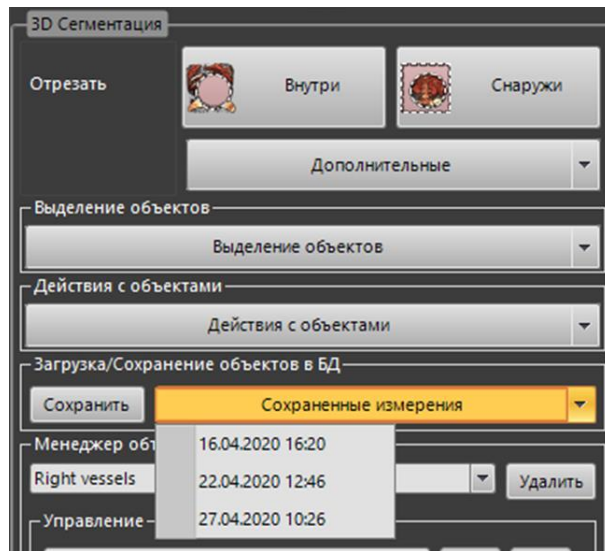 3D Сегментация
Отрезать
Внутри
Снаружи
Дополнительные
Выделение объектов
Выделение объектов
Действия с объектами
Действия с объектами
Загрузка/Сохранение объектов в БД
Сохранить
Сохраненные измерения
16.04.2020 16:20
22.04.2020 12:46
27.04.2020 10:26
Менеджер
Right vessels
Удалить
Управление